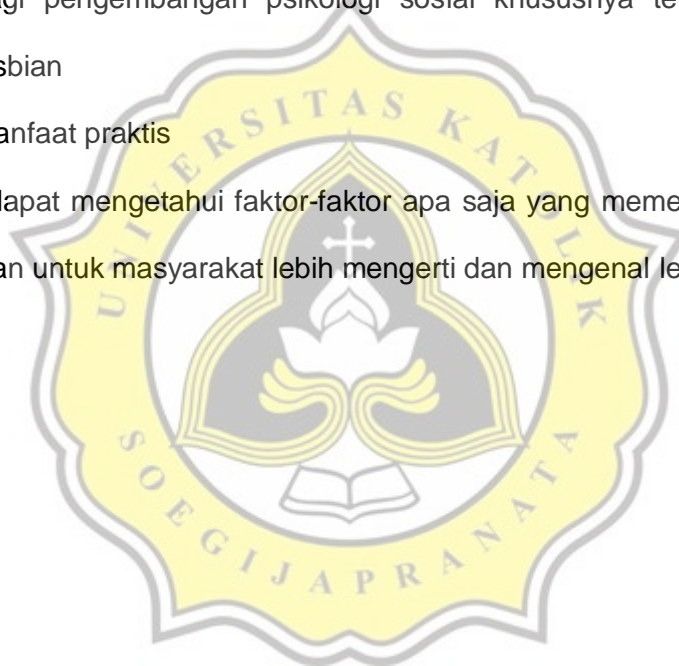 agi pengembangan psikologi sosial khususnya te
sbian
anfaat praktis
dapat mengetahui faktor-faktor apa saja yang meme
an untuk masyarakat lebih mengerti dan mengenal le
UNIVERSITAS KATOLIK
SOEGIJAPRANATA